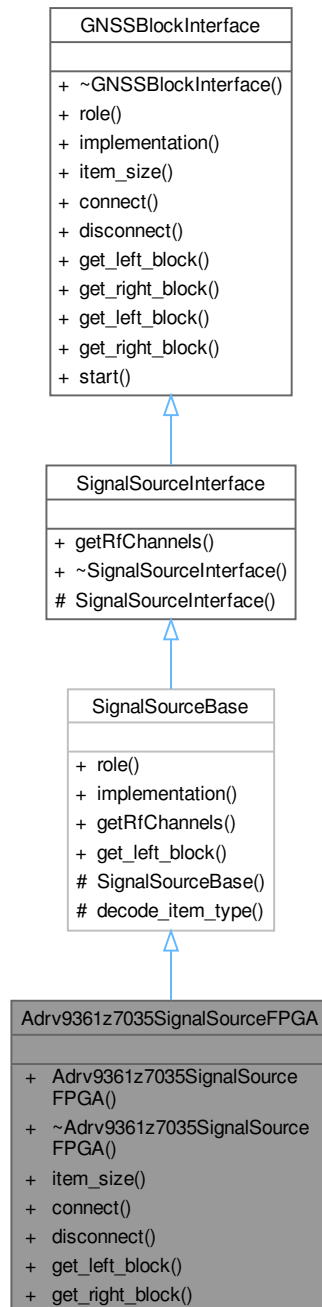 GNSSBlockInterface
+ ~GNSSBlockInterface()
+ role()
+ implementation()
+ item_size()
+ connect()
+ disconnect()
+ get_left_block()
+ get_right_block()
+ get_left_block()
+ get_right_block()
+ start()
SignalSourceInterface
+ getRfChannels()
+ ~SignalSourceInterface()
# SignalSourceInterface()
SignalSourceBase
+ role()
+ implementation()
+ getRfChannels()
+ get_left_block()
# SignalSourceBase()
# decode_item_type()
Adrv9361z7035SignalSourceFPGA
+ Adrv9361z7035SignalSource
FPGA()
+ ~Adrv9361z7035SignalSource
FPGA()
+ item_size()
+ connect()
+ disconnect()
+ get_left_block()
+ get_right_block()